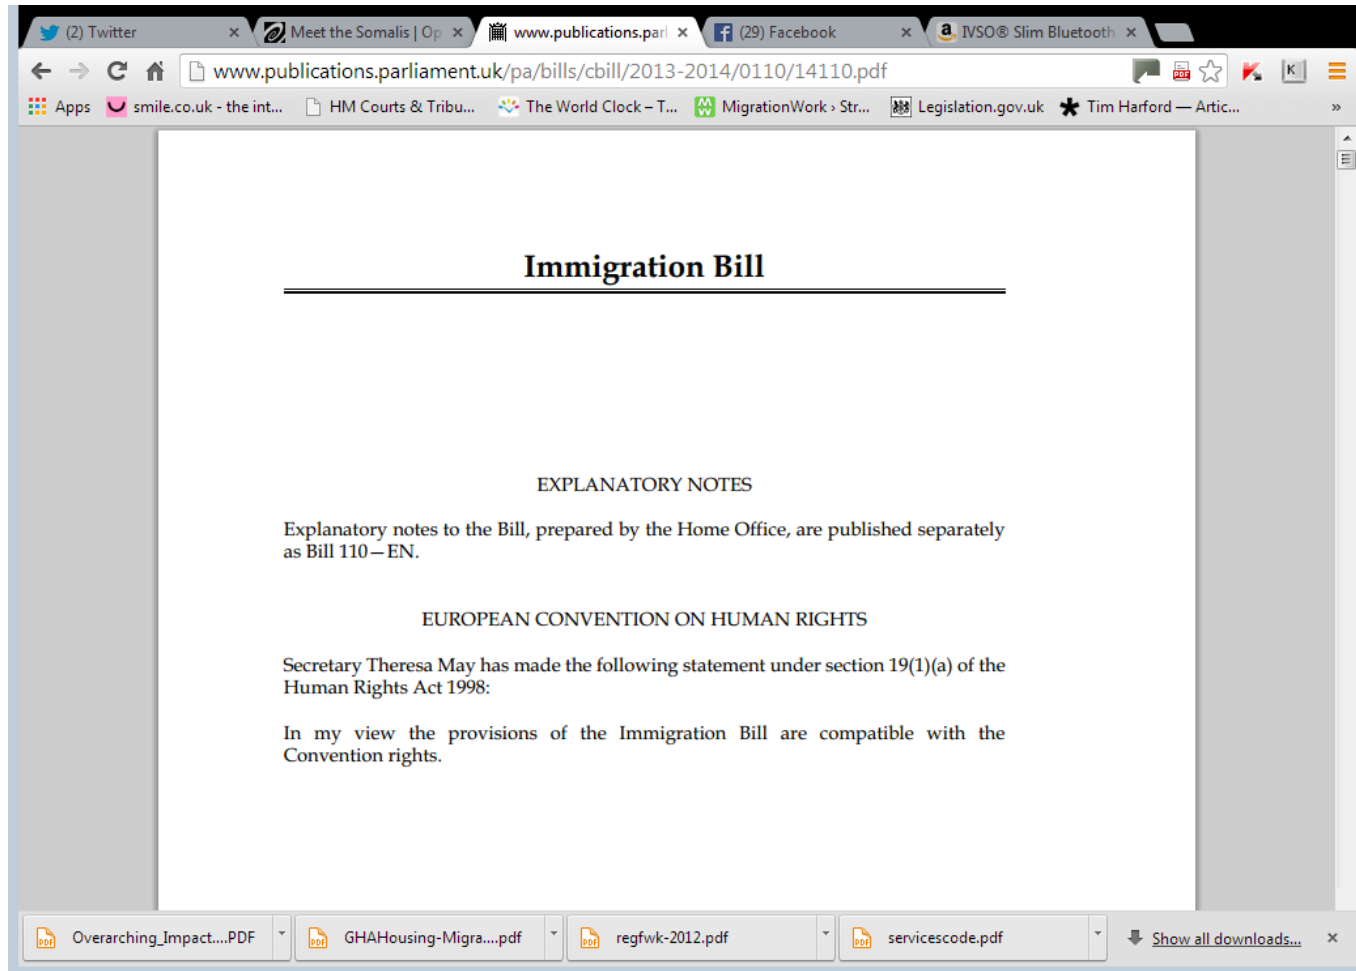 (2) Twitter
Meet the Somalis | Op
www.publications.parl
(29) Facebook
IVSO® Slim Bluetooth
www.publications.parliament.uk/pa/bills/cbill/2013-2014/0110/14110.pdf
Apps
smile.co.uk - the int...
HM Courts & Tribu...
The World Clock – T...
MigrationWork › Str...
Legislation.gov.uk
Tim Harford — Artic...
Immigration Bill
EXPLANATORY NOTES
Explanatory notes to the Bill, prepared by the Home Office, are published separately
as Bill 110—EN.
EUROPEAN CONVENTION ON HUMAN RIGHTS
Secretary Theresa May has made the following statement under section 19(1)(a) of the
Human Rights Act 1998:
In my view the provisions of the Immigration Bill are compatible with the
Convention rights.
Overarching_Impact....PDF
GHAHousing-Migra....pdf
regfwk-2012.pdf
servicescode.pdf
Show all downloads...